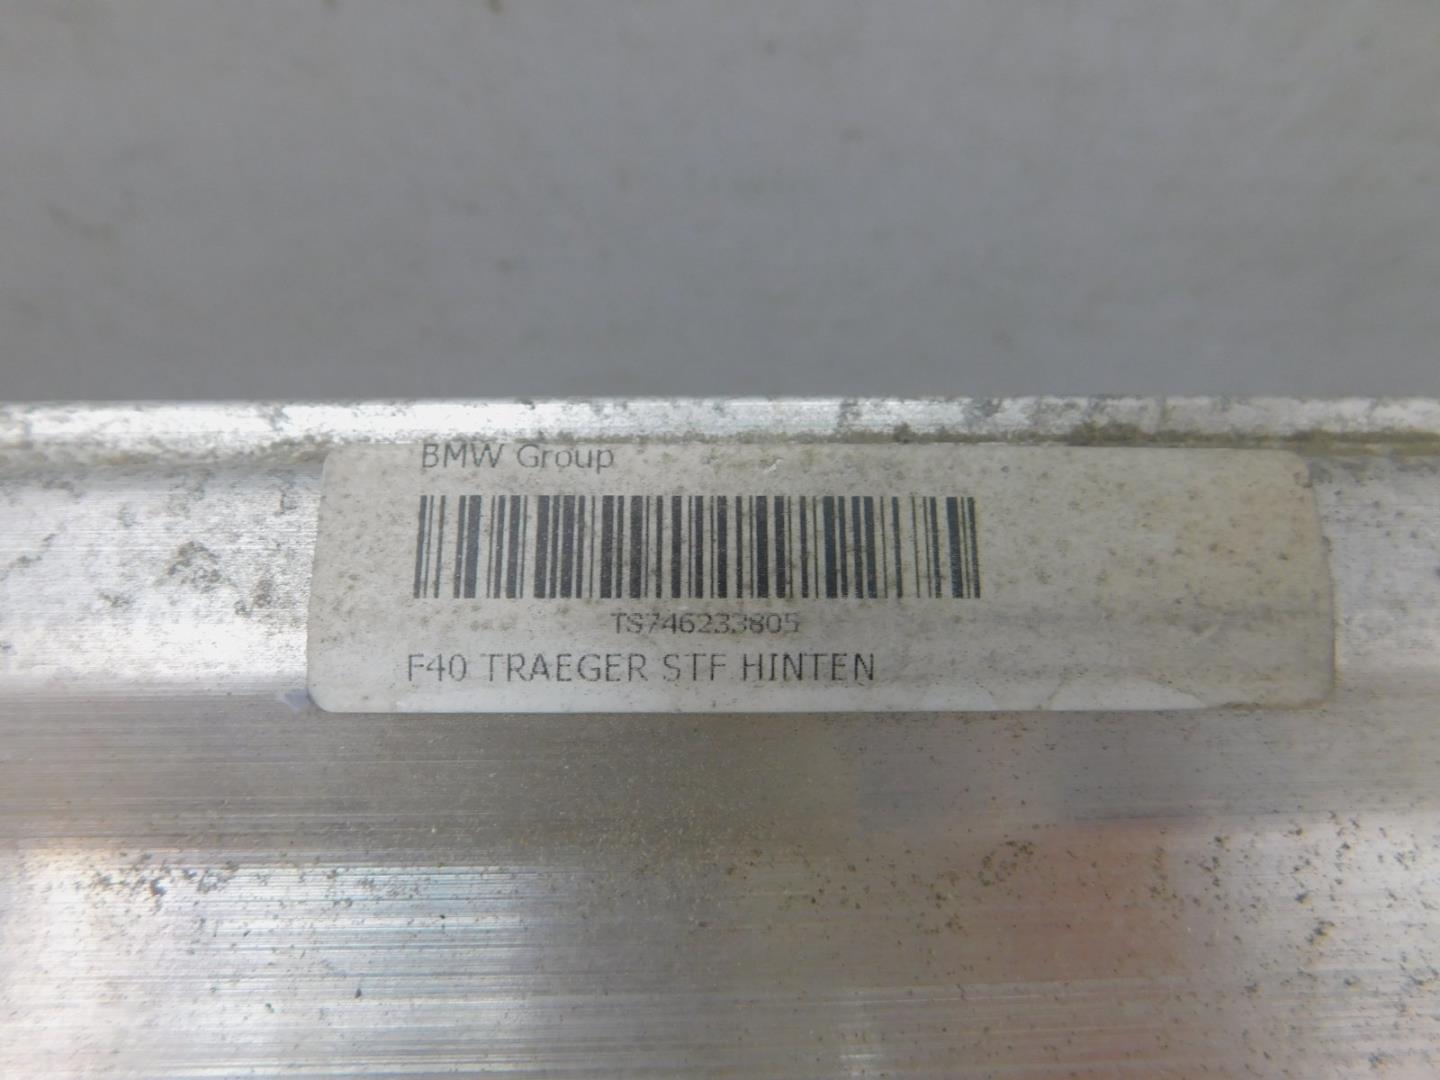 BMW Group
TS746233805
F40 TRAEGER STF HINTEN